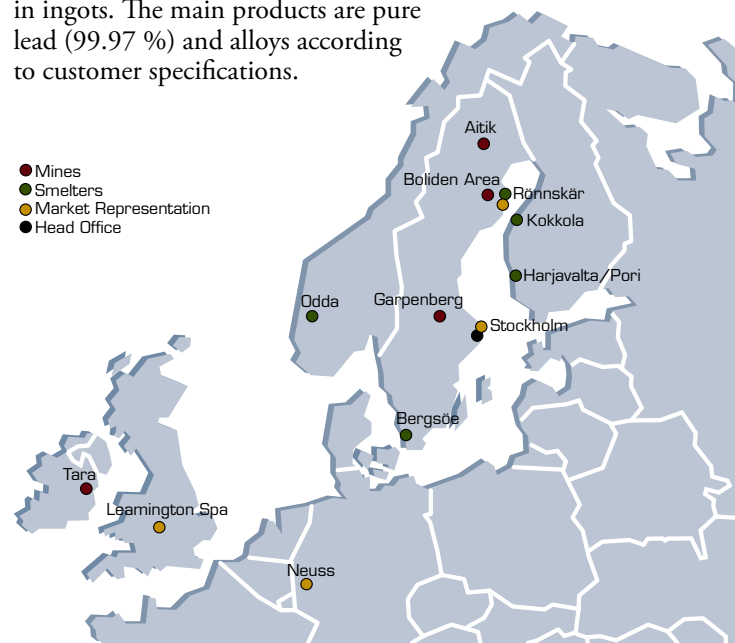 in ingots. The main products are pure
lead (99.97 %) and alloys according
to customer specifications.
Aitik
Mines
Boliden Area
Smelters
Rönnskär
Market Representation
Kokkola
Head Office
Harjavalta/Pori
Odda
Garpenberg
Stockholm
Bergsöe
Tara
Leamington Spa
Neuss